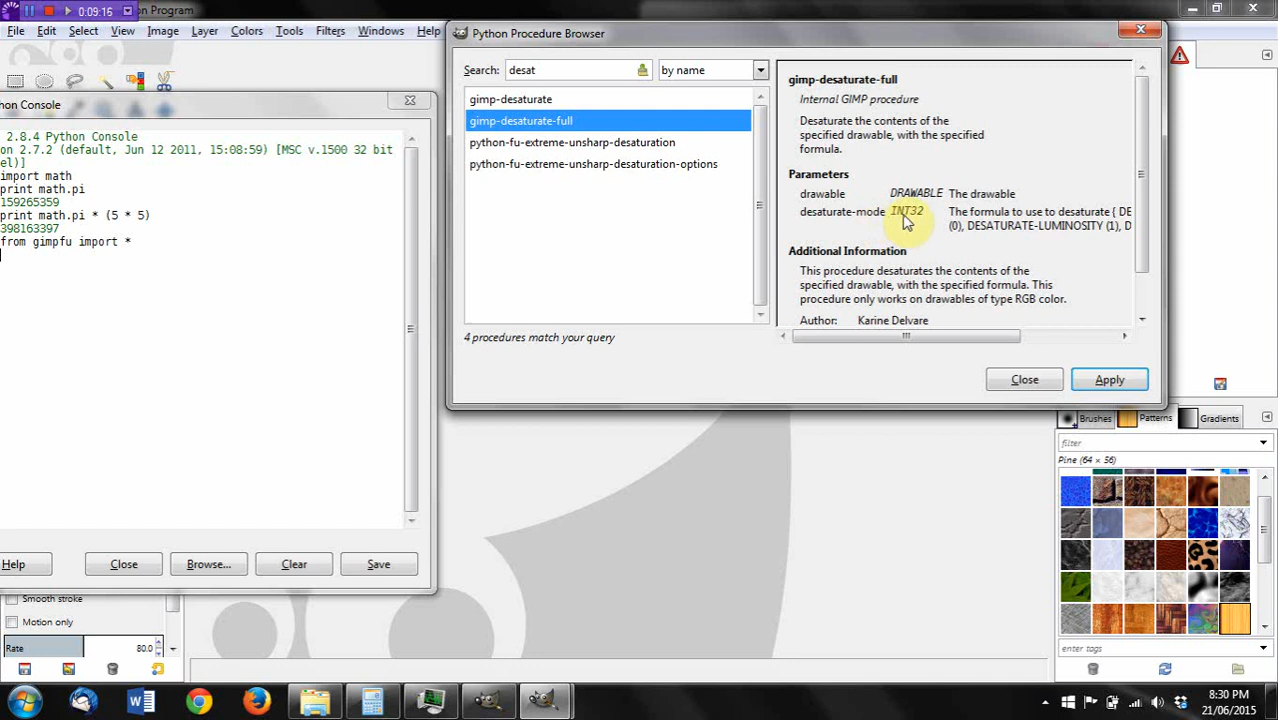 0:09:16
on Program
File Edit Select View Image Layer Colors Tools Filters Windows Help
Python Procedure Browser
Search: desat by name
gimp-desaturate
gimp-desaturate-full
python-fu-extreme-unsharp-desaturation
python-fu-extreme-unsharp-desaturation-options
4 procedures match your query
gimp-desaturate-full
Internal GIMP procedure
Desaturate the contents of the
specified drawable, with the specified
formula.
Parameters
drawable DRAWABLE The drawable
desaturate-mode INT32 The formula to use to desaturate { DE
(0), DESATURATE-LUMINOSITY (1), D
Additional Information
This procedure desaturates the contents of the
specified drawable, with the specified formula. This
procedure only works on drawables of type RGB color.
Author: Karine Delvare
Close Apply
hon Console
2.8.4 Python Console
on 2.7.2 (default, Jun 12 2011, 15:08:59) [MSC v.1500 32 bit
el)]
import math
print math.pi
159265359
print math.pi * (5 * 5)
398163397
from gimpfu import *
Help Close Browse... Clear Save
Smooth stroke
Motion only
Rate 80.0
Brushes Patterns Gradients
filter
Pine (64 × 56)
enter tags
8:30 PM
21/06/2015